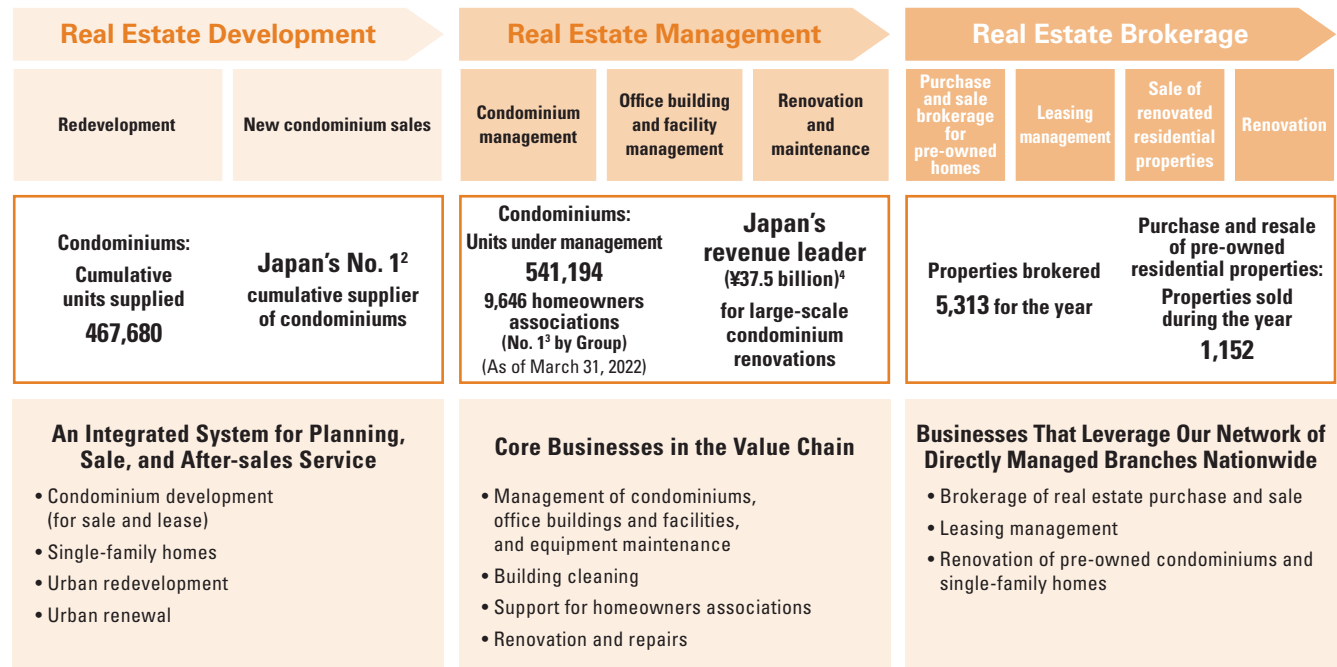 Real Estate Development
Redevelopment
New condominium sales
Condominiums:
Cumulative
units supplied
467,680
Japan's No. 1²
cumulative supplier
of condominiums
An Integrated System for Planning,
Sale, and After-sales Service
• Condominium development
(for sale and lease)
• Single-family homes
• Urban redevelopment
• Urban renewal
Real Estate Management
Condominium
management
Office building
and facility
management
Renovation
and
maintenance
Condominiums:
Units under management
541,194
9,646 homeowners
associations
(No. 1³ by Group)
(As of March 31, 2022)
Japan's
revenue leader
(¥37.5 billion)⁴
for large-scale
condominium
renovations
Core Businesses in the Value Chain
• Management of condominiums,
office buildings and facilities,
and equipment maintenance
• Building cleaning
• Support for homeowners associations
• Renovation and repairs
Real Estate Brokerage
Purchase
and sale
brokerage
for
pre-owned
homes
Leasing
management
Sale of
renovated
residential
properties
Renovation
Properties brokered
5,313 for the year
Purchase and resale
of pre-owned
residential properties:
Properties sold
during the year
1,152
Businesses That Leverage Our Network of
Directly Managed Branches Nationwide
• Brokerage of real estate purchase and sale
• Leasing management
• Renovation of pre-owned condominiums and
single-family homes